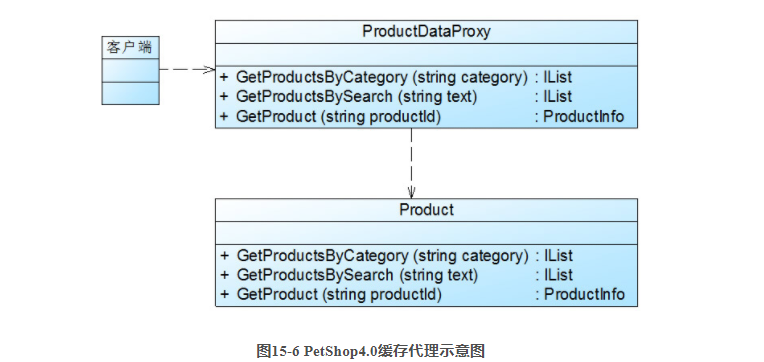 客户端
ProductDataProxy
+ GetProductsByCategory (string category) : IList
+ GetProductsBySearch (string text) : IList
+ GetProduct (string productId) : ProductInfo
Product
+ GetProductsByCategory (string category) : IList
+ GetProductsBySearch (string text) : IList
+ GetProduct (string productId) : ProductInfo
图15-6 PetShop4.0缓存代理示意图